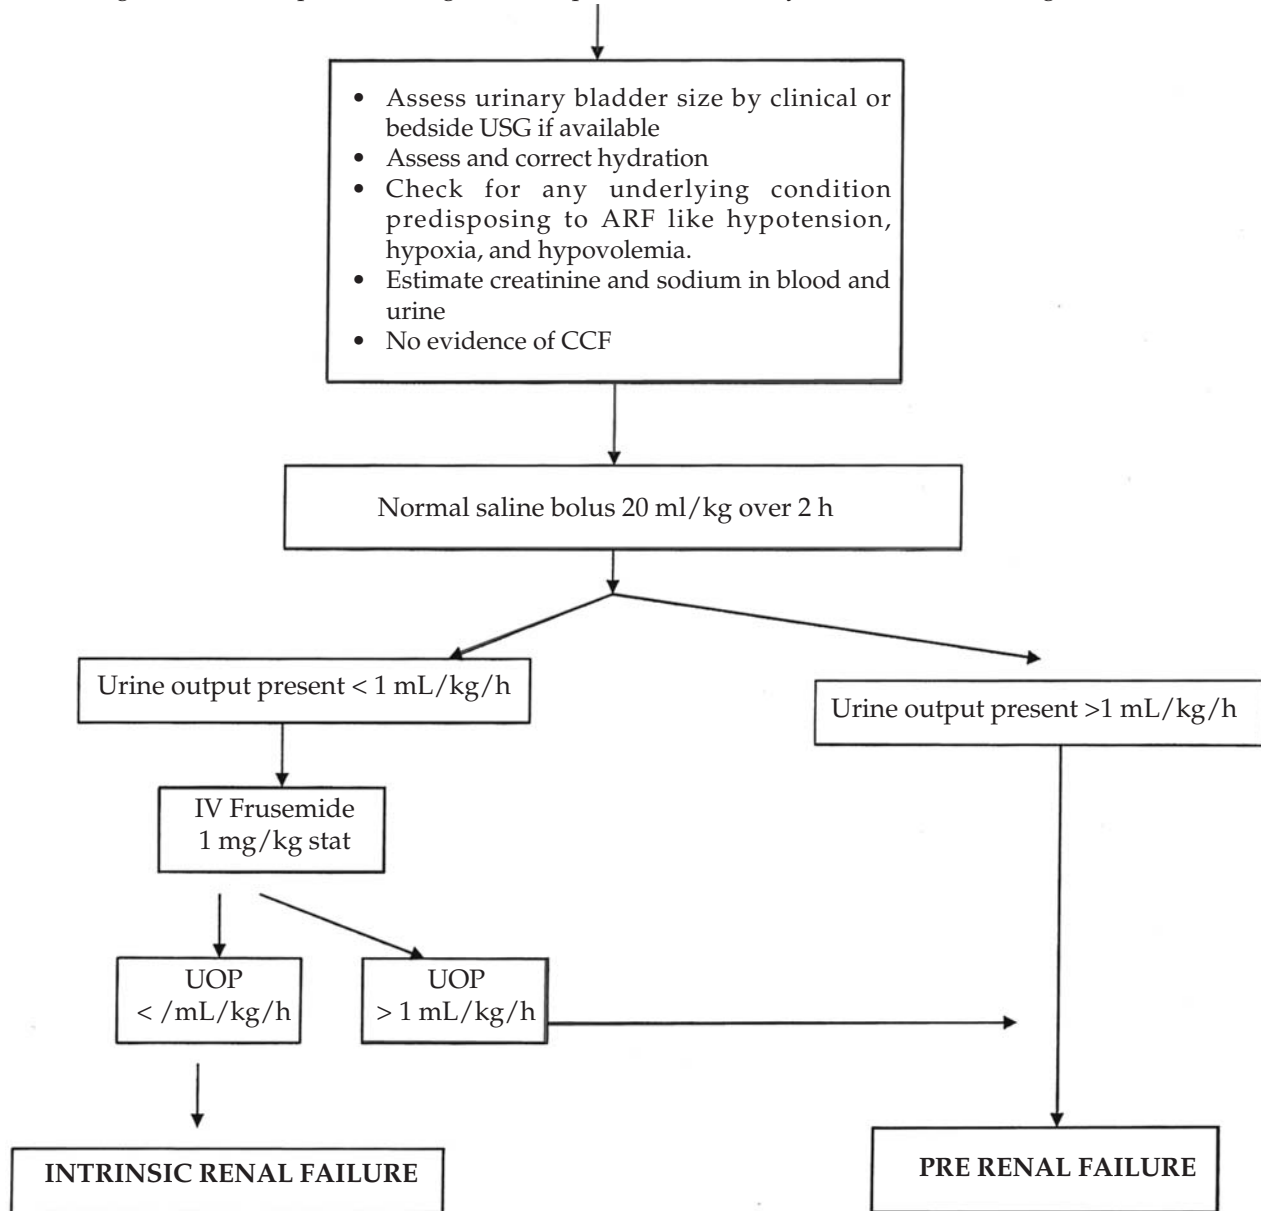 • Assess urinary bladder size by clinical or
bedside USG if available
• Assess and correct hydration
• Check for any underlying condition
predisposing to ARF like hypotension,
hypoxia, and hypovolemia.
• Estimate creatinine and sodium in blood and
urine
• No evidence of CCF
Normal saline bolus 20 ml/kg over 2 h
Urine output present < 1 mL/kg/h
Urine output present >1 mL/kg/h
IV Frusemide
1 mg/kg stat
UOP
< /mL/kg/h
UOP
> 1 mL/kg/h
INTRINSIC RENAL FAILURE
PRE RENAL FAILURE